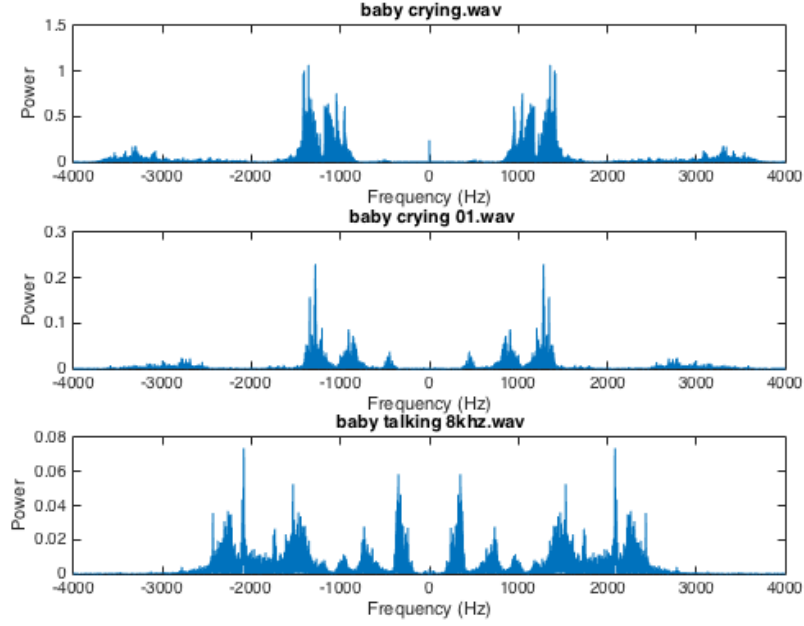 baby crying.wav
1.5
1
0.5
0
Power
-4000 -3000 -2000 -1000 0 1000 2000 3000 4000
Frequency (Hz)
baby crying 01.wav
0.3
0.2
0.1
0
Power
-4000 -3000 -2000 -1000 0 1000 2000 3000 4000
Frequency (Hz)
baby talking 8khz.wav
0.08
0.06
0.04
0.02
0
Power
-4000 -3000 -2000 -1000 0 1000 2000 3000 4000
Frequency (Hz)